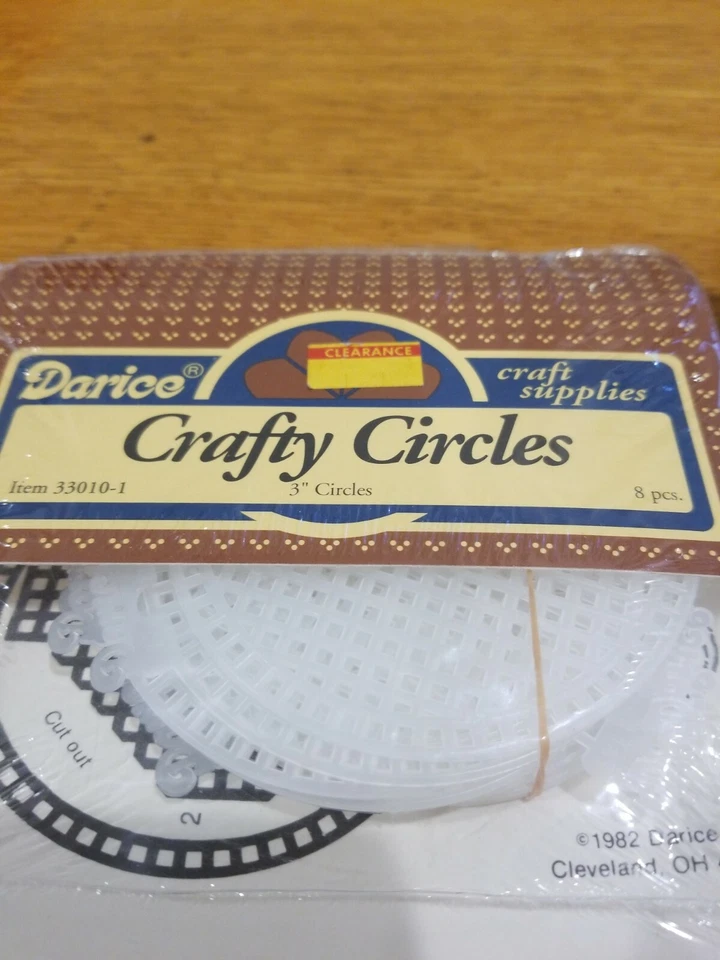 CLEARANCE
Darice®
craft
supplies
Crafty Circles
Item 33010-1
3" Circles
8 pcs.
Cut out
2
©1982 Darice
Cleveland, OH